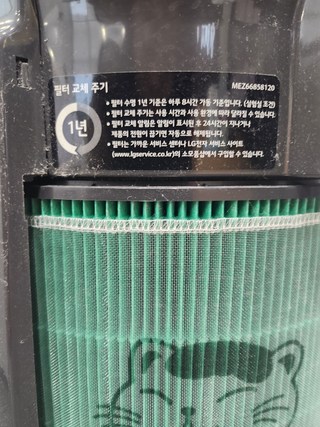 필터 교체 주기
MEZ66858120
1년
• 필터 수명 1년 기준은 하루 8시간 가동 기준입니다. (실험실 조건)
• 필터 교체 주기는 사용 시간과 사용 환경에 따라 달라질 수 있습니다.
• 필터 교체 알림은 알림이 표시된 후 24시간이 지나거나
제품의 전원이 끊기면 자동으로 해제됩니다.
• 필터는 가까운 서비스 센터나 LG전자 서비스 사이트
(www.lgservice.co.kr)의 소모품샵에서 구입할 수 있습니다.